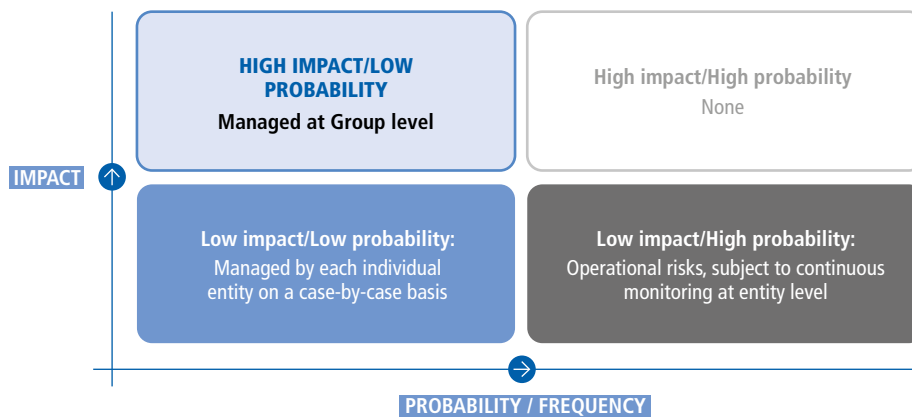 HIGH IMPACT/LOW
PROBABILITY
Managed at Group level
High impact/High probability
None
IMPACT
Low impact/Low probability:
Managed by each individual
entity on a case-by-case basis
Low impact/High probability:
Operational risks, subject to continuous
monitoring at entity level
PROBABILITY / FREQUENCY